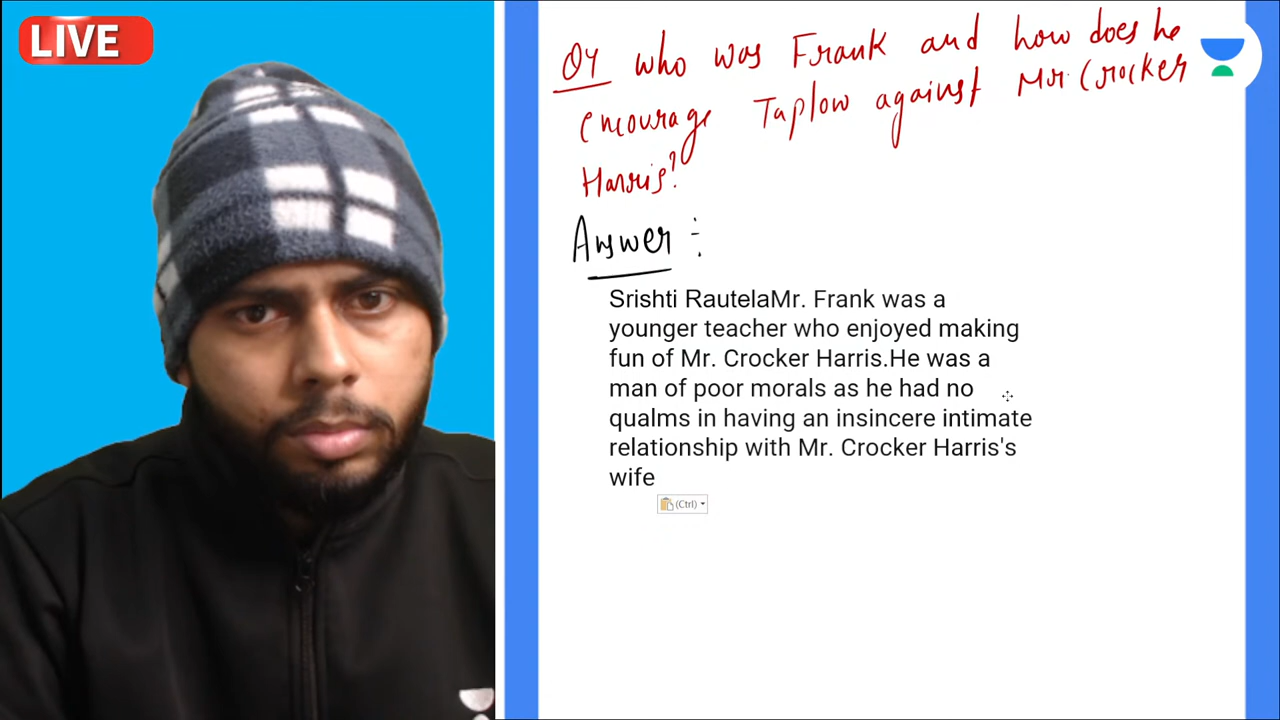 LIVE
Q4 who was Frank and how does he
encourage Taplow against Mr. Crocker
Harris?
Answer :-
Srishti RautelaMr. Frank was a
younger teacher who enjoyed making
fun of Mr. Crocker Harris.He was a
man of poor morals as he had no
qualms in having an insincere intimate
relationship with Mr. Crocker Harris's
wife
(Ctrl)